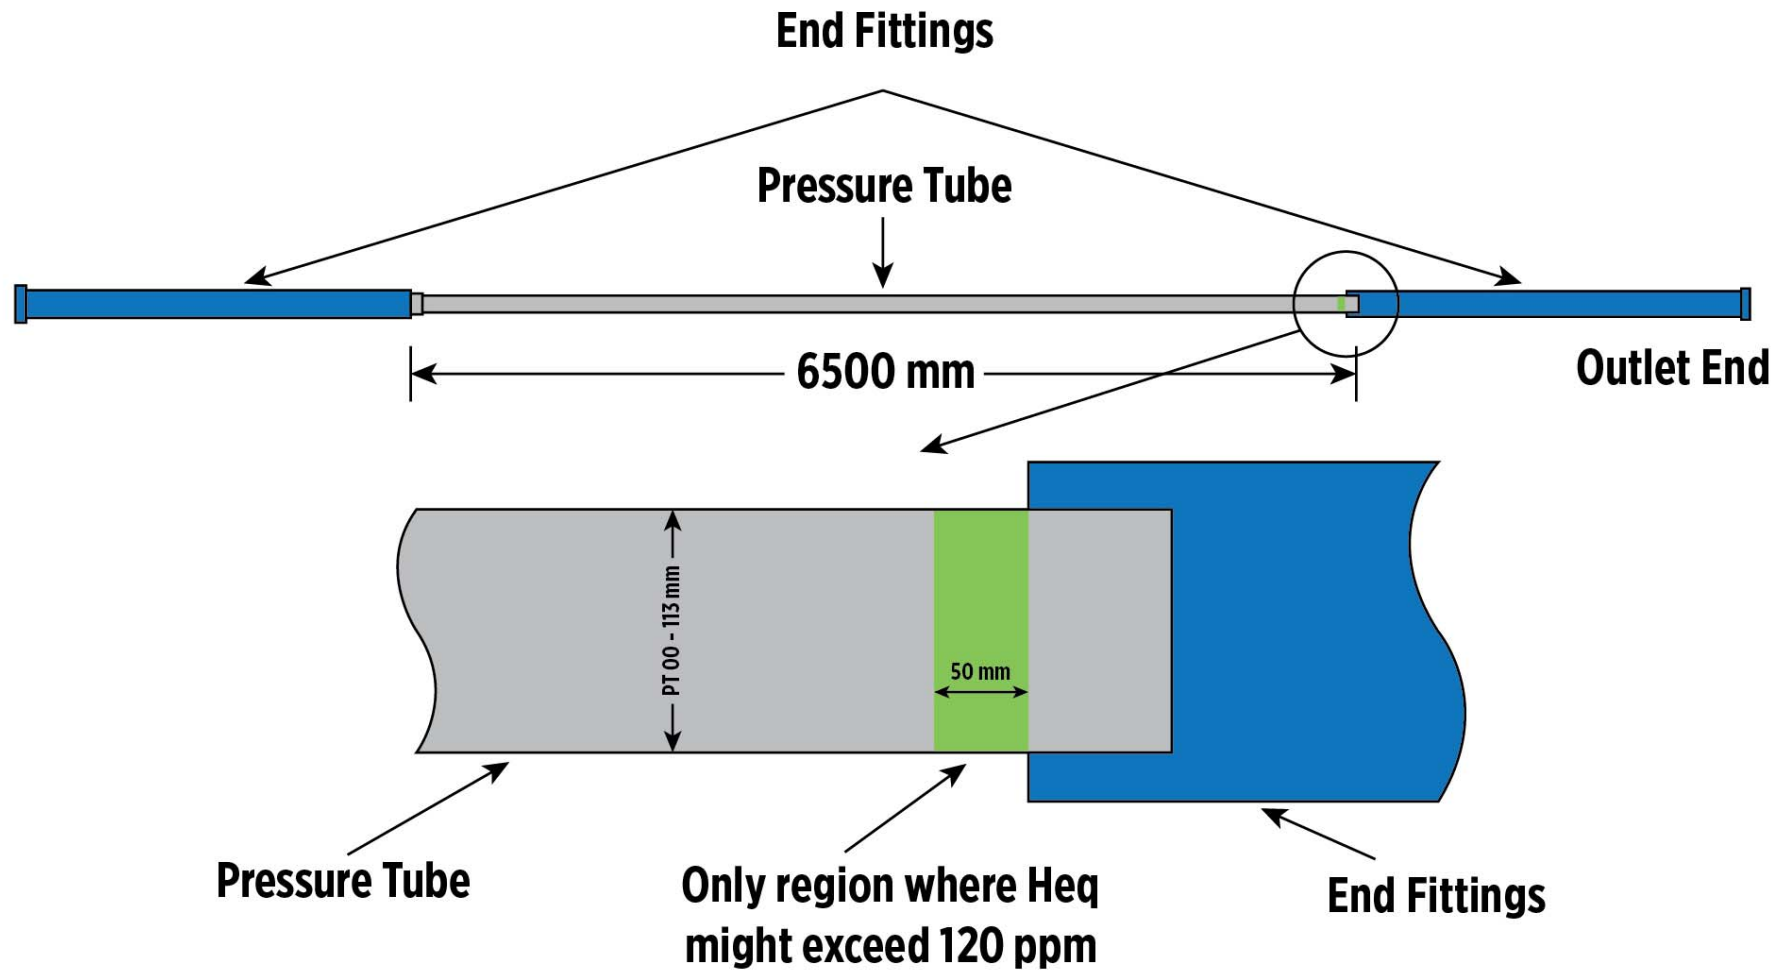 End Fittings
Pressure Tube
6500 mm
Outlet End
PT 00 - 113 mm
50 mm
Pressure Tube
Only region where Heq
might exceed 120 ppm
End Fittings